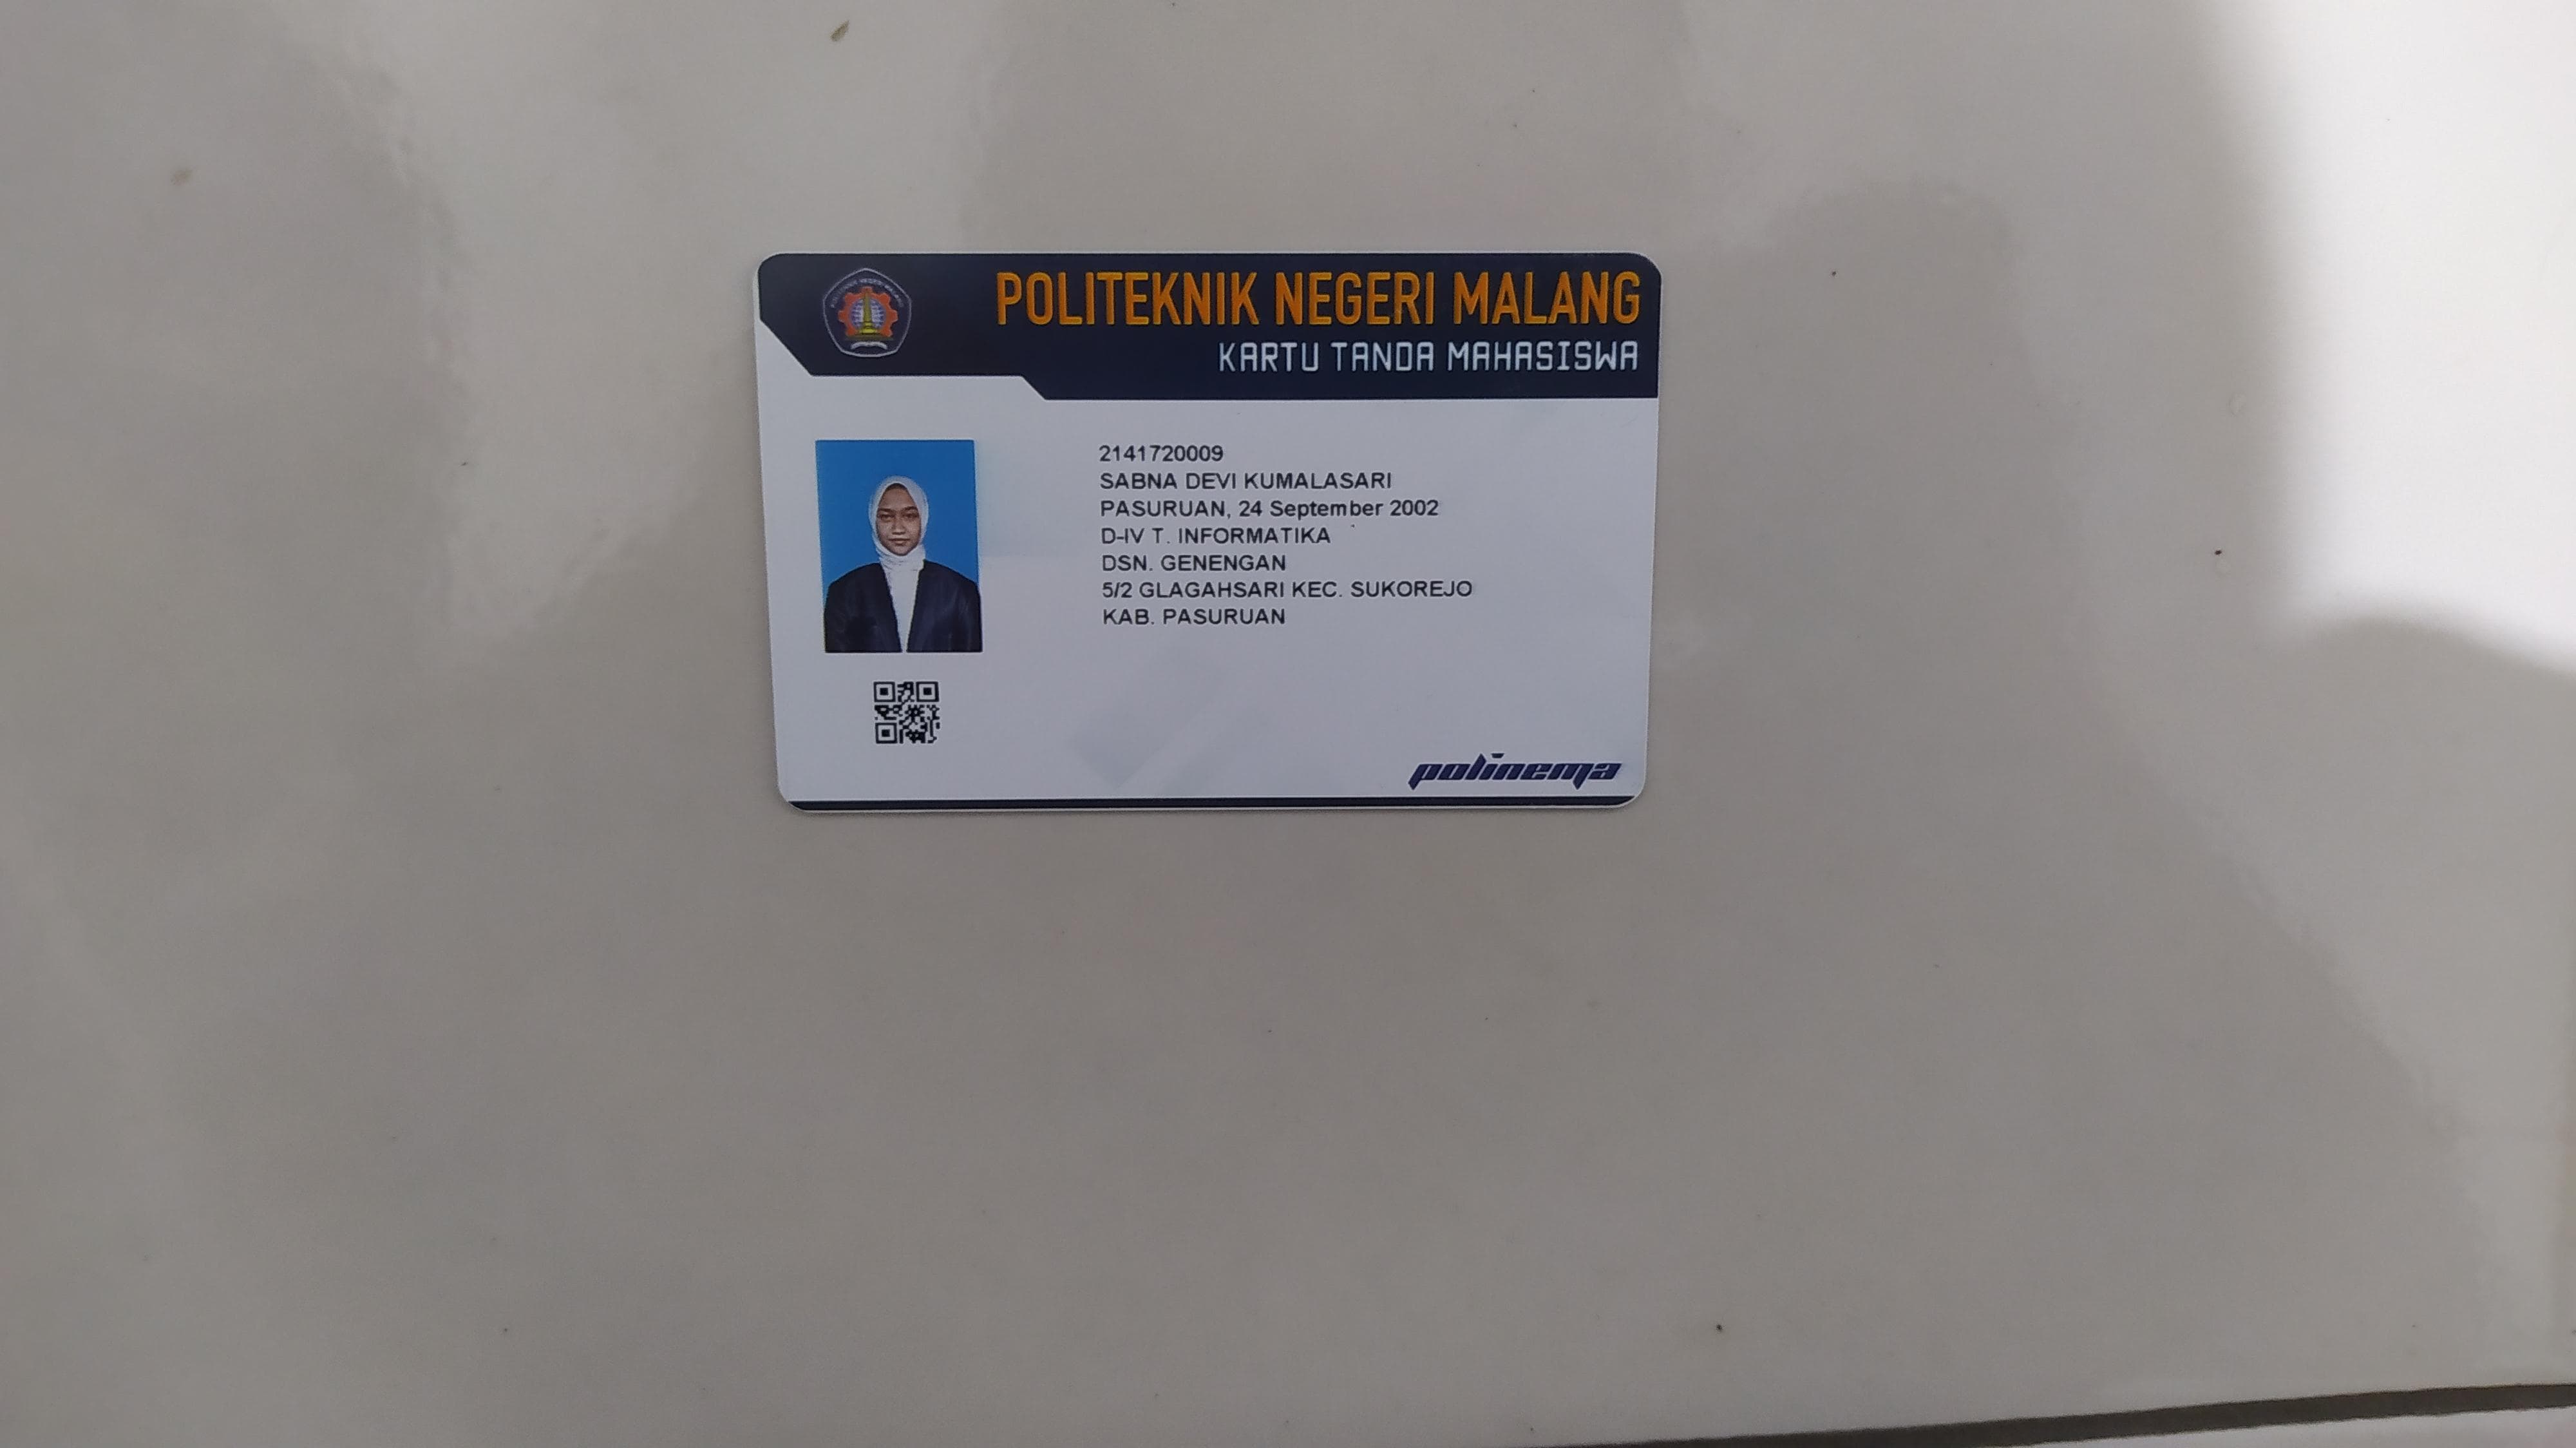 POLITEKNIK NEGERI MALANG
KARTU TANDA MAHASISWA
2141720009
SABNA DEVI KUMALASARI
PASURUAN, 24 September 2002
D-IV T. INFORMATIKA
DSN. GENENGAN
5/2 GLAGAHSARI KEC. SUKOREJO
KAB. PASURUAN
polinema